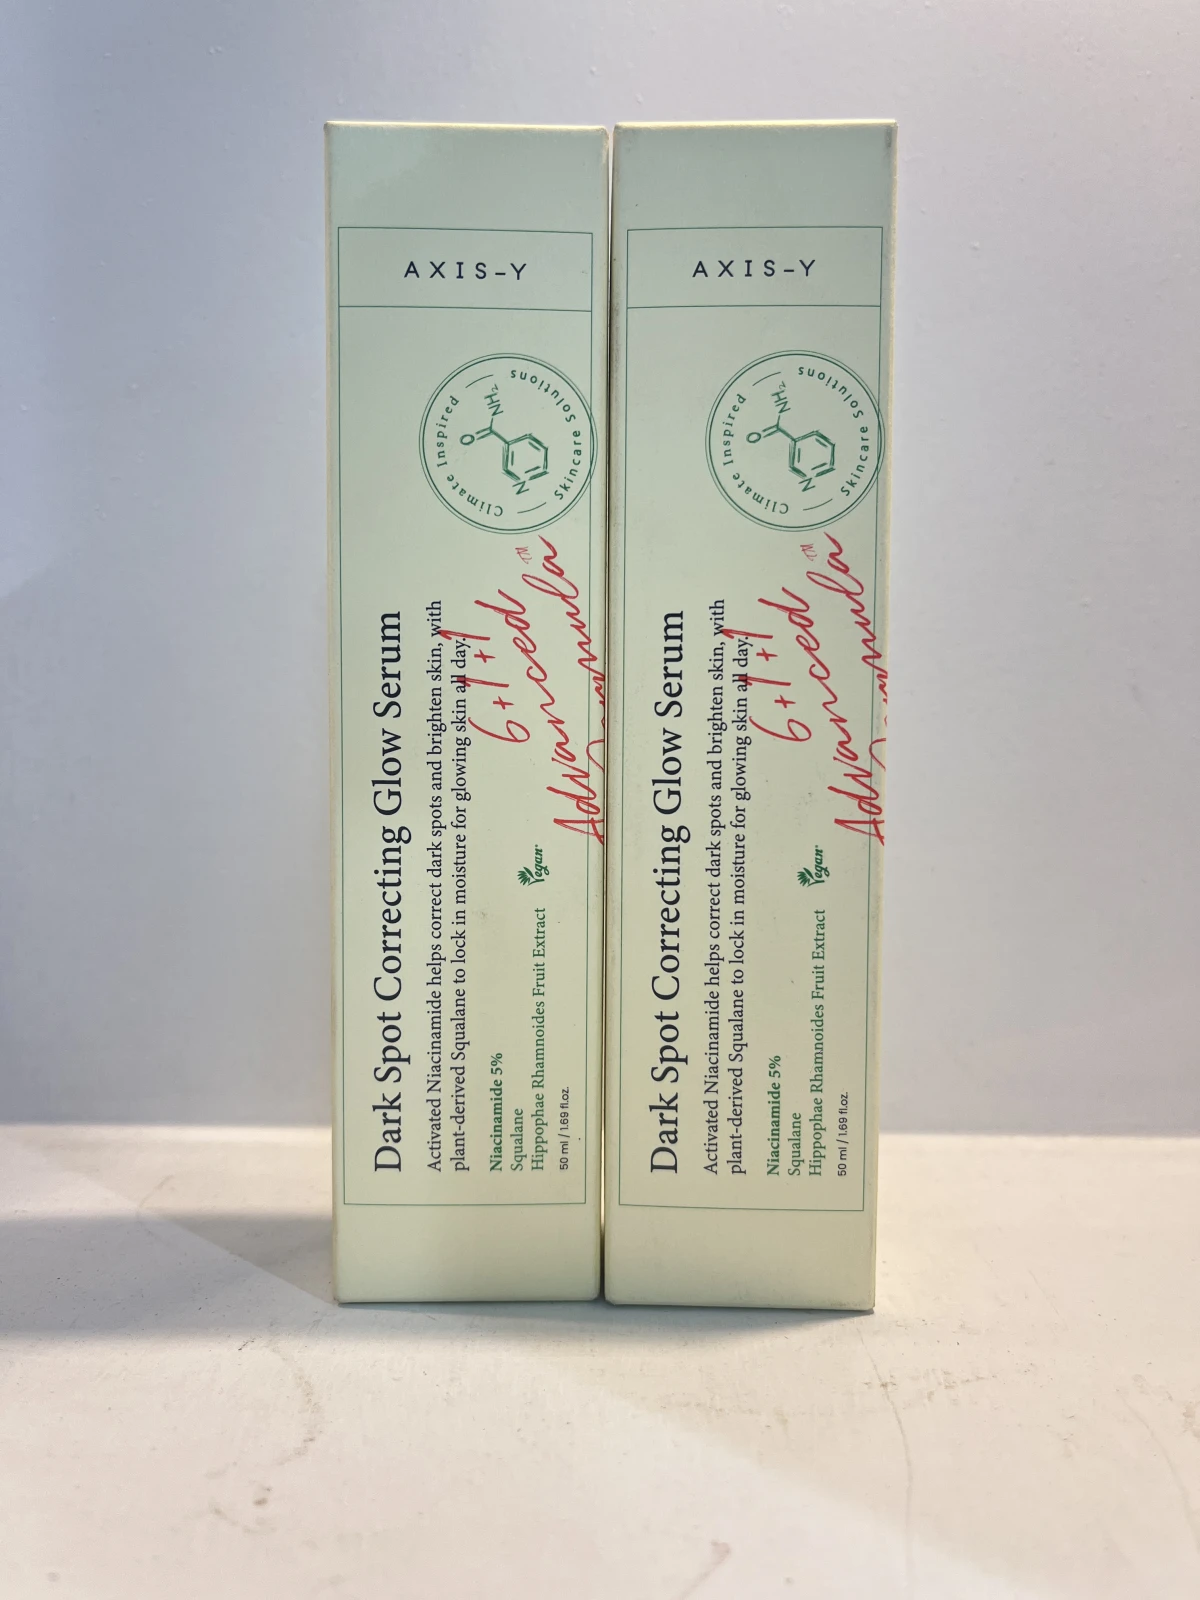 AXIS-Y
Climate Inspired
Skincare Solutions
O
NH₂
N
Dark Spot Correcting Glow Serum
Activated Niacinamide helps correct dark spots and brighten skin, with
plant-derived Squalane to lock in moisture for glowing skin all day.
6+1+1
Advanced
TM
Niacinamide 5%
Squalane
Hippophae Rhamnoides Fruit Extract
Vegan
50 ml / 1.69 fl.oz.
AXIS-Y
Climate Inspired
Skincare Solutions
O
NH₂
N
Dark Spot Correcting Glow Serum
Activated Niacinamide helps correct dark spots and brighten skin, with
plant-derived Squalane to lock in moisture for glowing skin all day.
6+1+1
Advanced
TM
Niacinamide 5%
Squalane
Hippophae Rhamnoides Fruit Extract
Vegan
50 ml / 1.69 fl.oz.